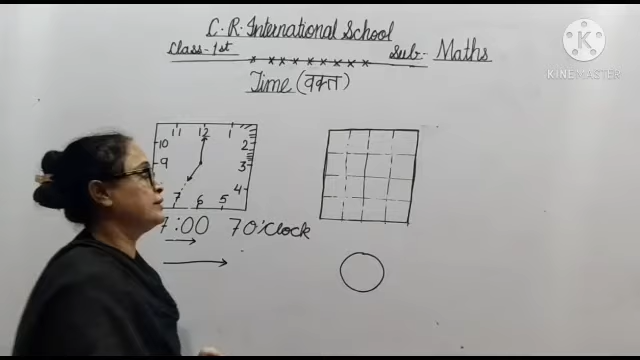 C. R. International School
Class-1st
Sub:- Maths
Time (वक्त)
11 12 1
10 2
9 3
4
7 6 5
7:00 7 O'clock
KINEMASTER